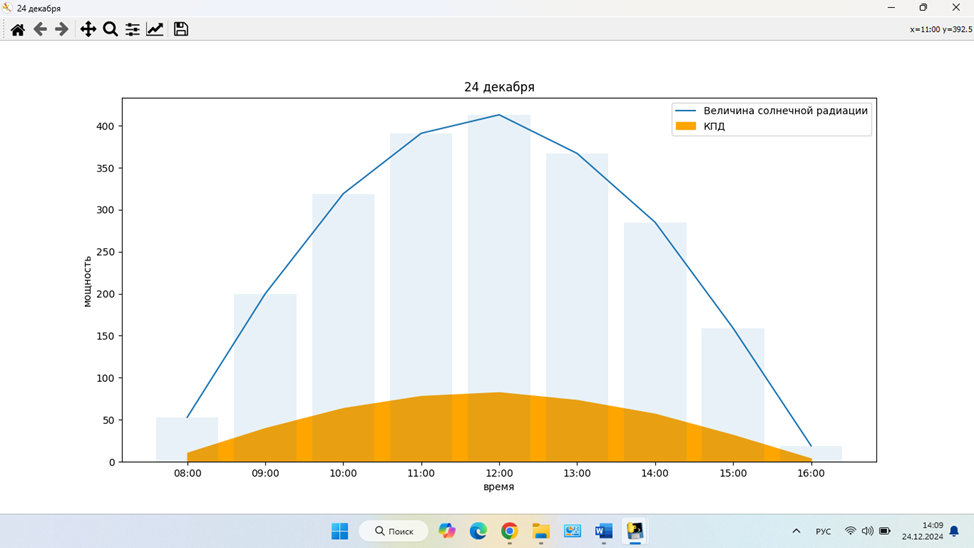 24 декабря
x=11:00 y=392.5
24 декабря
Величина солнечной радиации
КПД
400
350
300
250
200
150
100
50
0
мощность
08:00 09:00 10:00 11:00 12:00 13:00 14:00 15:00 16:00
время
Поиск
РУС
14:09
24.12.2024